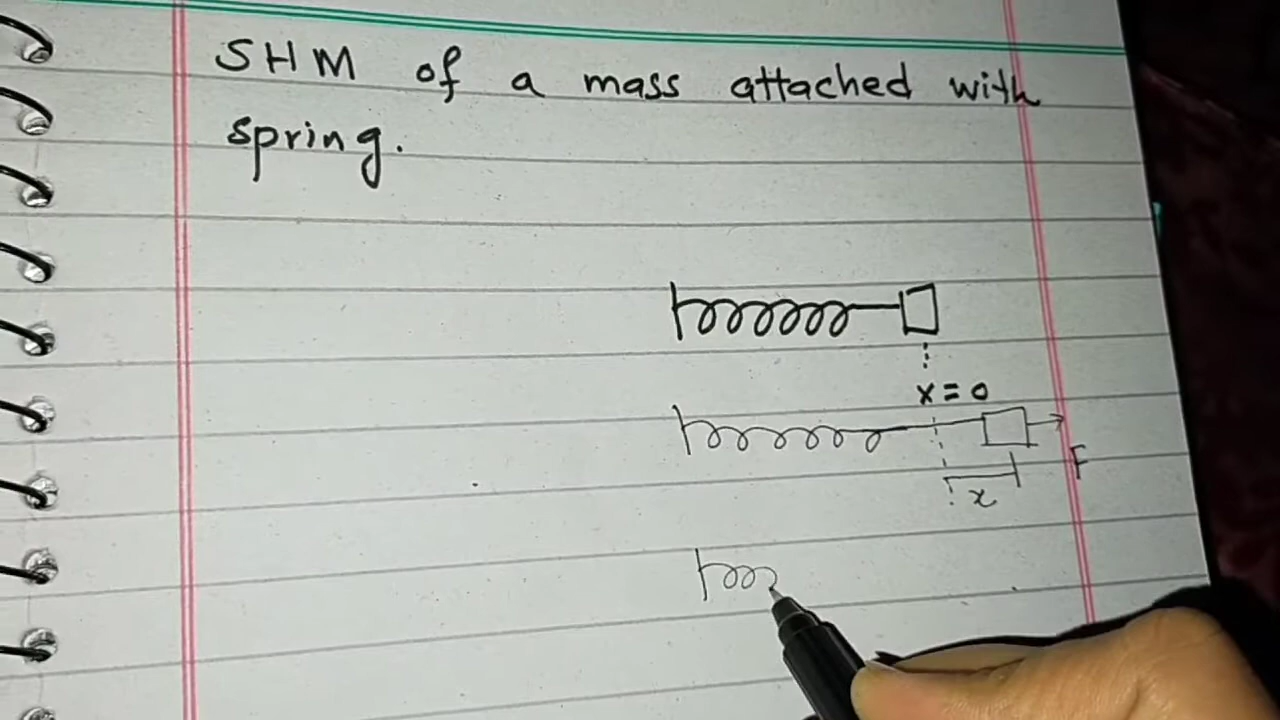 SHM of a mass attached with
spring.
x = 0
F
x